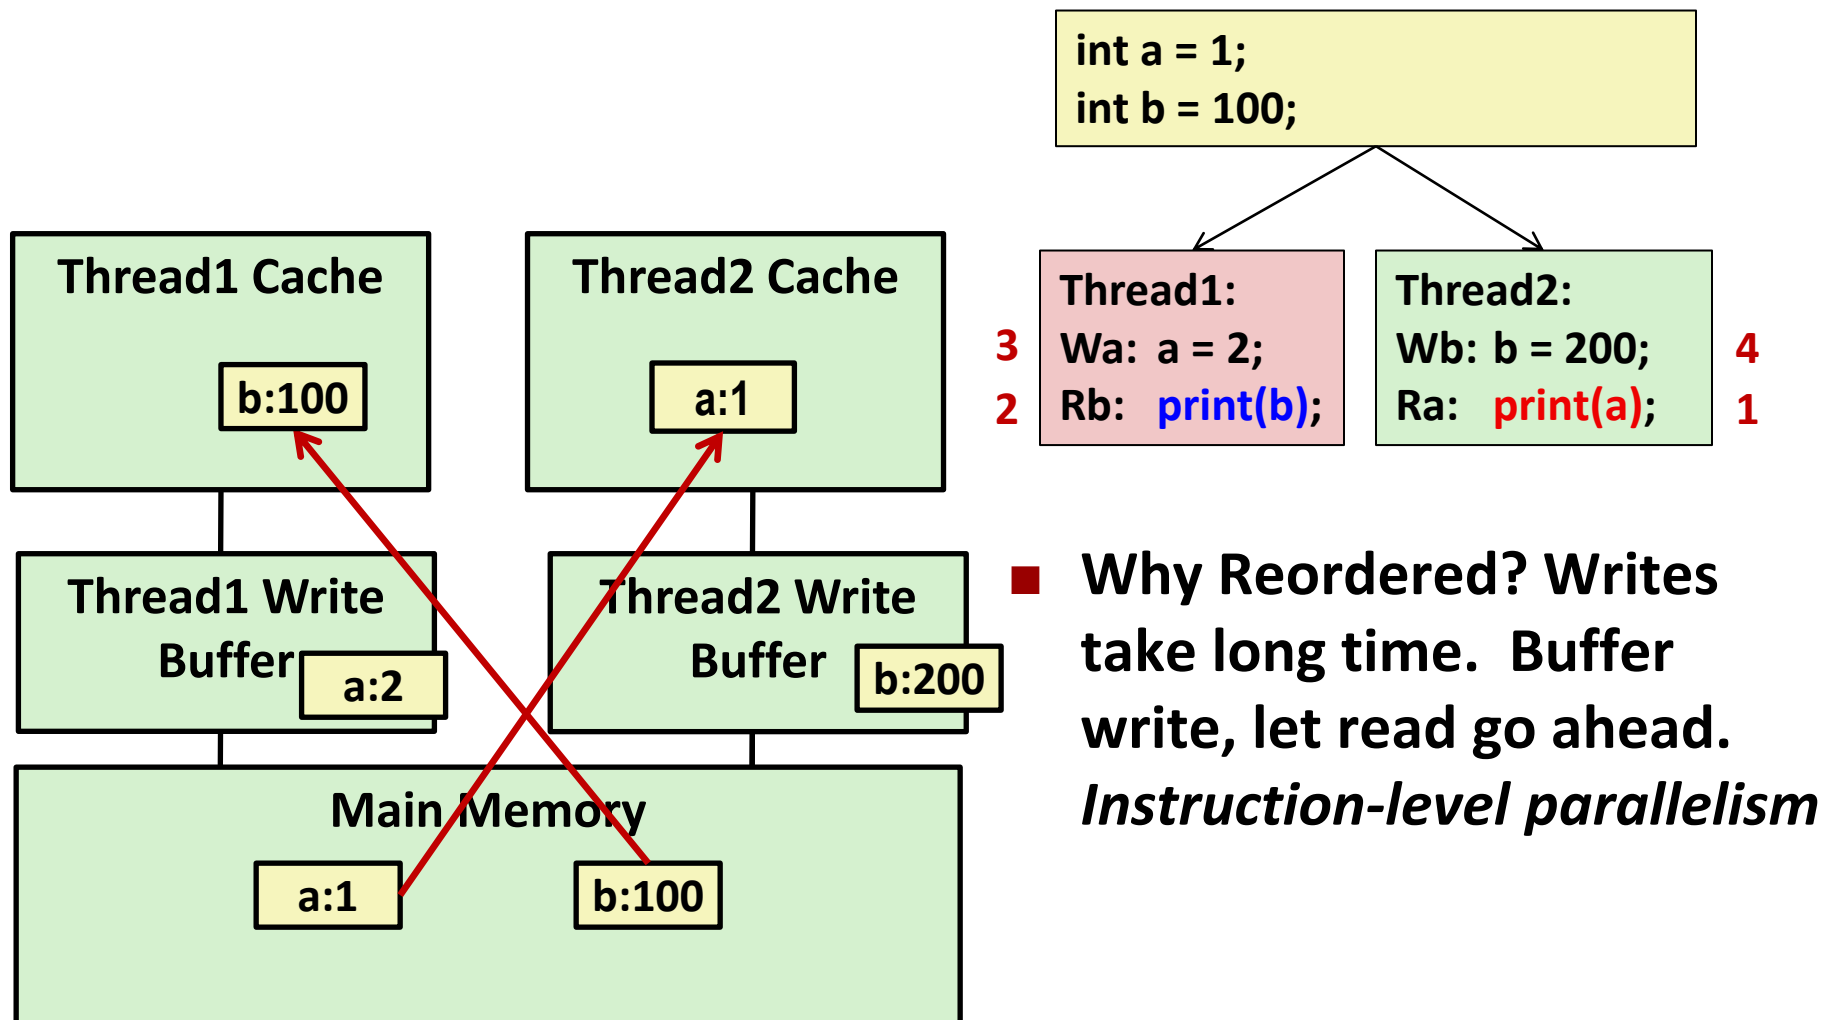 int a = 1;
int b = 100;
Thread1 Cache
b:100
Thread2 Cache
a:1
Thread1:
3 Wa: a = 2;
2 Rb: print(b);
Thread2:
Wb: b = 200; 4
Ra: print(a); 1
Thread1 Write
Buffer
a:2
Thread2 Write
Buffer
b:200
Main Memory
a:1
b:100
Why Reordered? Writes
take long time. Buffer
write, let read go ahead.
Instruction-level parallelism